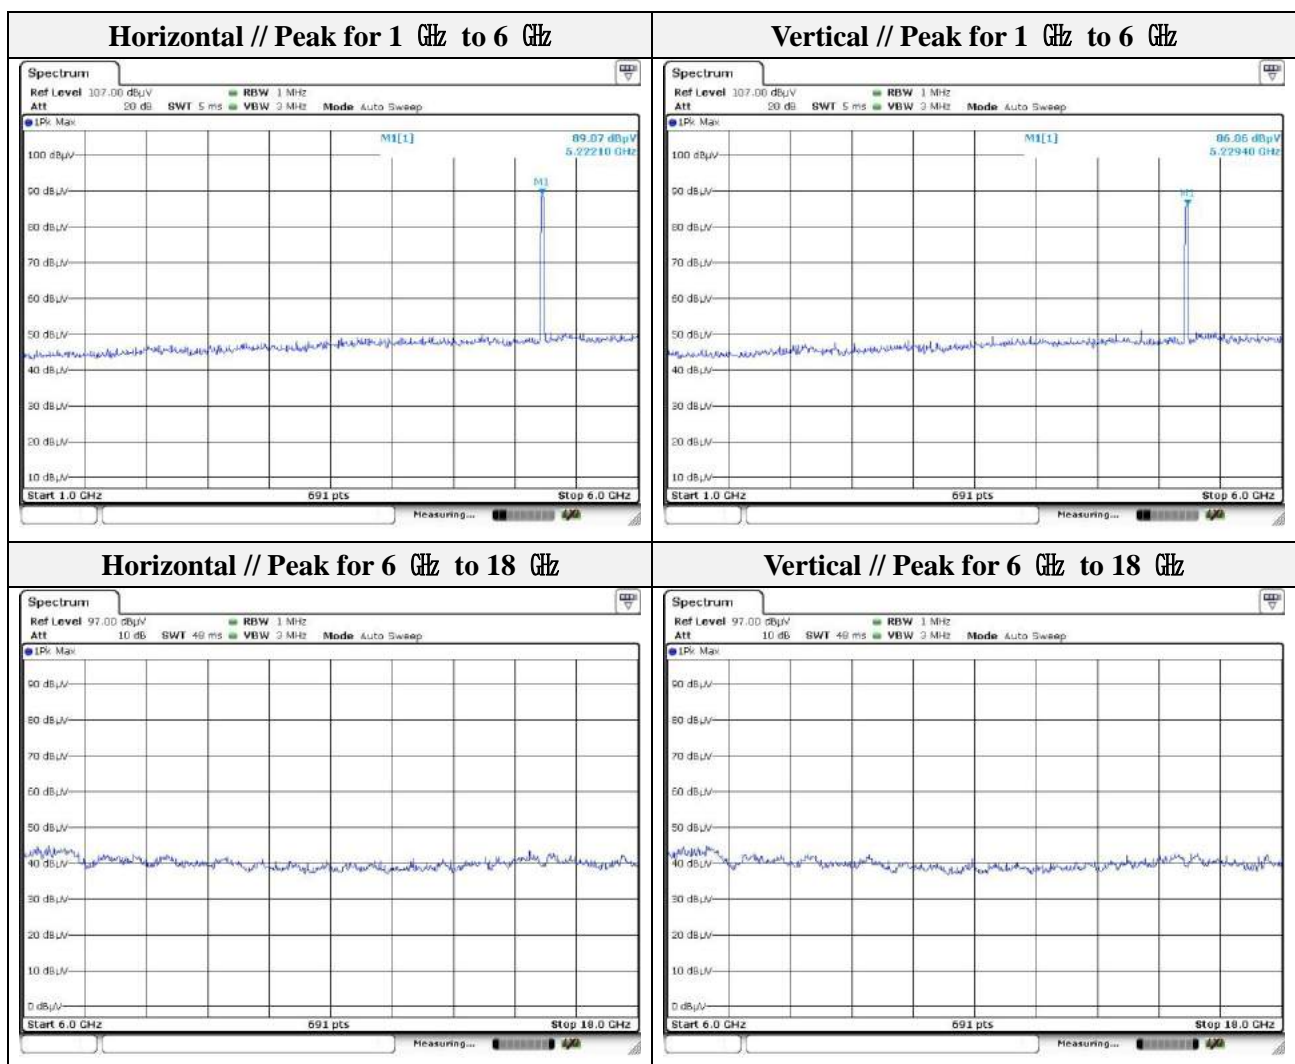 Horizontal // Peak for 1 ㎓ to 6 ㎓
Spectrum
Ref Level 107.00 dBµV RBW 1 MHz
Att 20 dB SWT 5 ms VBW 3 MHz Mode Auto Sweep
1Pk Max
M1[1] 89.07 dBµV
5.22210 GHz
M1
100 dBµV
90 dBµV
80 dBµV
70 dBµV
60 dBµV
50 dBµV
40 dBµV
30 dBµV
20 dBµV
10 dBµV
Start 1.0 GHz 691 pts Stop 6.0 GHz
Measuring...
Vertical // Peak for 1 ㎓ to 6 ㎓
Spectrum
Ref Level 107.00 dBµV RBW 1 MHz
Att 20 dB SWT 5 ms VBW 3 MHz Mode Auto Sweep
1Pk Max
M1[1] 86.06 dBµV
5.22940 GHz
M1
100 dBµV
90 dBµV
80 dBµV
70 dBµV
60 dBµV
50 dBµV
40 dBµV
30 dBµV
20 dBµV
10 dBµV
Start 1.0 GHz 691 pts Stop 6.0 GHz
Measuring...
Horizontal // Peak for 6 ㎓ to 18 ㎓
Spectrum
Ref Level 97.00 dBµV RBW 1 MHz
Att 10 dB SWT 48 ms VBW 3 MHz Mode Auto Sweep
1Pk Max
90 dBµV
80 dBµV
70 dBµV
60 dBµV
50 dBµV
40 dBµV
30 dBµV
20 dBµV
10 dBµV
0 dBµV
Start 6.0 GHz 691 pts Stop 18.0 GHz
Measuring...
Vertical // Peak for 6 ㎓ to 18 ㎓
Spectrum
Ref Level 97.00 dBµV RBW 1 MHz
Att 10 dB SWT 48 ms VBW 3 MHz Mode Auto Sweep
1Pk Max
90 dBµV
80 dBµV
70 dBµV
60 dBµV
50 dBµV
40 dBµV
30 dBµV
20 dBµV
10 dBµV
0 dBµV
Start 6.0 GHz 691 pts Stop 18.0 GHz
Measuring...